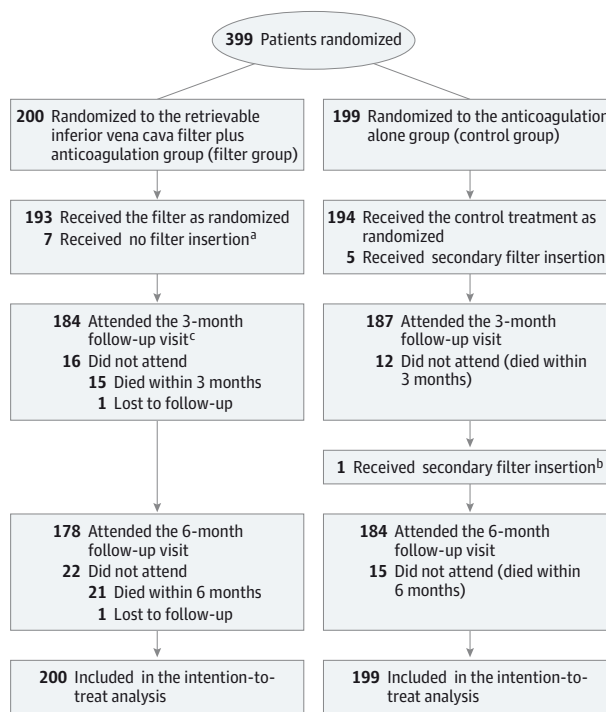 399 Patients randomized
200 Randomized to the retrievable
inferior vena cava filter plus
anticoagulation group (filter group)
199 Randomized to the anticoagulation
alone group (control group)
193 Received the filter as randomized
7 Received no filter insertiona
194 Received the control treatment as
randomized
5 Received secondary filter insertion
184 Attended the 3-month
follow-up visitc
16 Did not attend
15 Died within 3 months
1 Lost to follow-up
187 Attended the 3-month
follow-up visit
12 Did not attend (died within
3 months)
1 Received secondary filter insertionb
178 Attended the 6-month
follow-up visit
22 Did not attend
21 Died within 6 months
1 Lost to follow-up
184 Attended the 6-month
follow-up visit
15 Did not attend (died within
6 months)
200 Included in the intention-to-
treat analysis
199 Included in the intention-to-
treat analysis